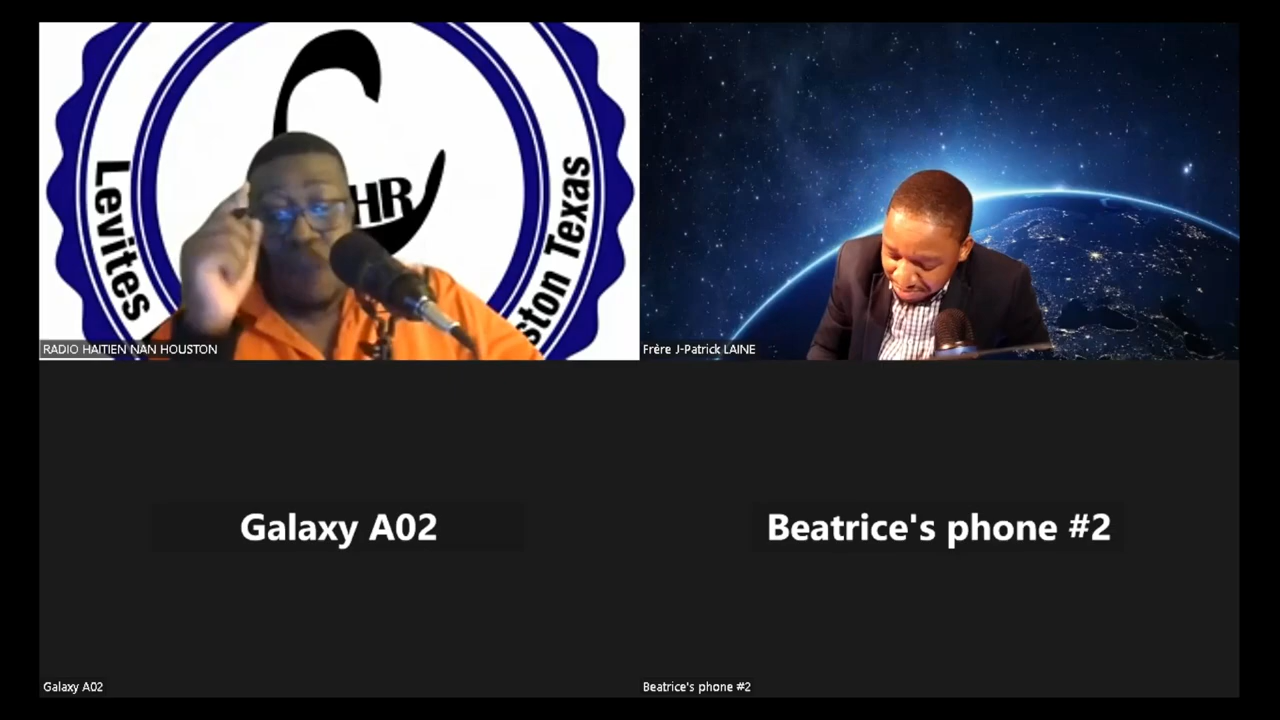 Levites
HR
ston Texas
RADIO HAITIEN NAN HOUSTON
Frère J-Patrick LAINE
Galaxy A02
Beatrice's phone #2
Galaxy A02
Beatrice's phone #2